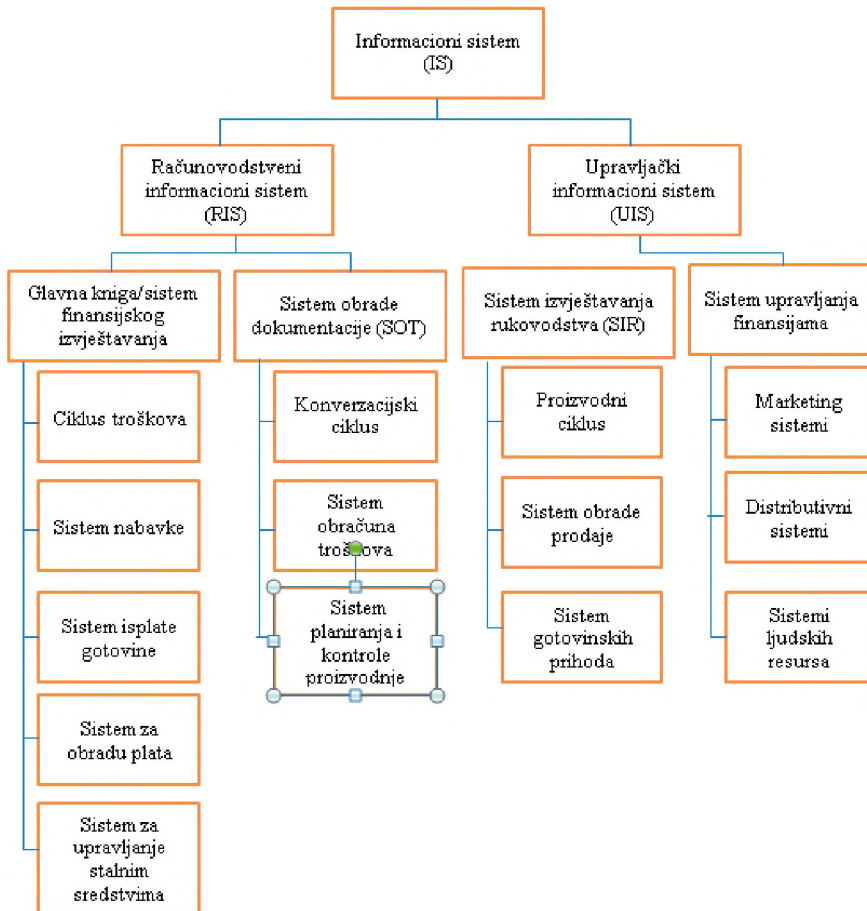 Informacioni sistem
(IS)
Računovodstveni
informacioni sistem
(RIS)
Upravljački
informacioni sistem
(UIS)
Glavna kniga/sistem
finansijskog
izvještavanja
Sistem obrade
dokumentacije (SOT)
Sistem izvještavanja
rukovodstva (SIR)
Sistem upravljanja
finansijama
Ciklus troškova
Sistem nabavke
Sistem isplate
gotovine
Sistem za
obradu plata
Sistem za
upravljanje
stalnim
sredstvima
Konverzacijski
ciklus
Sistem
obračuna
troškova
Sistem
planiranja i
kontrole
proizvodnje
Proizvodni
ciklus
Sistem obrade
prodaje
Sistem
gotovinskih
prihoda
Marketing
sistemi
Distributivni
sistemi
Sistemi
ljudskih
resursa